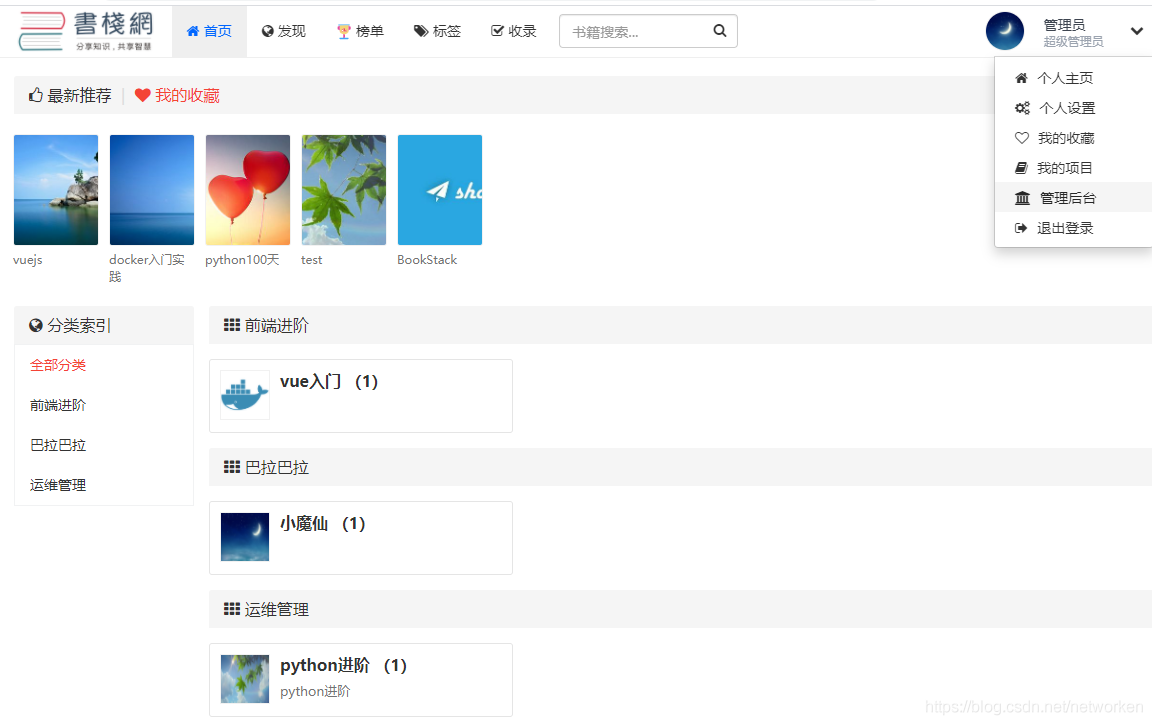 書棧網
分享知识，共享智慧
首页
发现
榜单
标签
收录
书籍搜索...
管理员
超级管理员
个人主页
个人设置
我的收藏
我的项目
管理后台
退出登录
最新推荐 | 我的收藏
sho
vuejs
docker入门实
践
python100天
test
BookStack
分类索引
全部分类
前端进阶
巴拉巴拉
运维管理
前端进阶
vue入门 （1）
巴拉巴拉
小魔仙 （1）
运维管理
python进阶 （1）
python进阶
https://blog.csdn.net/networken